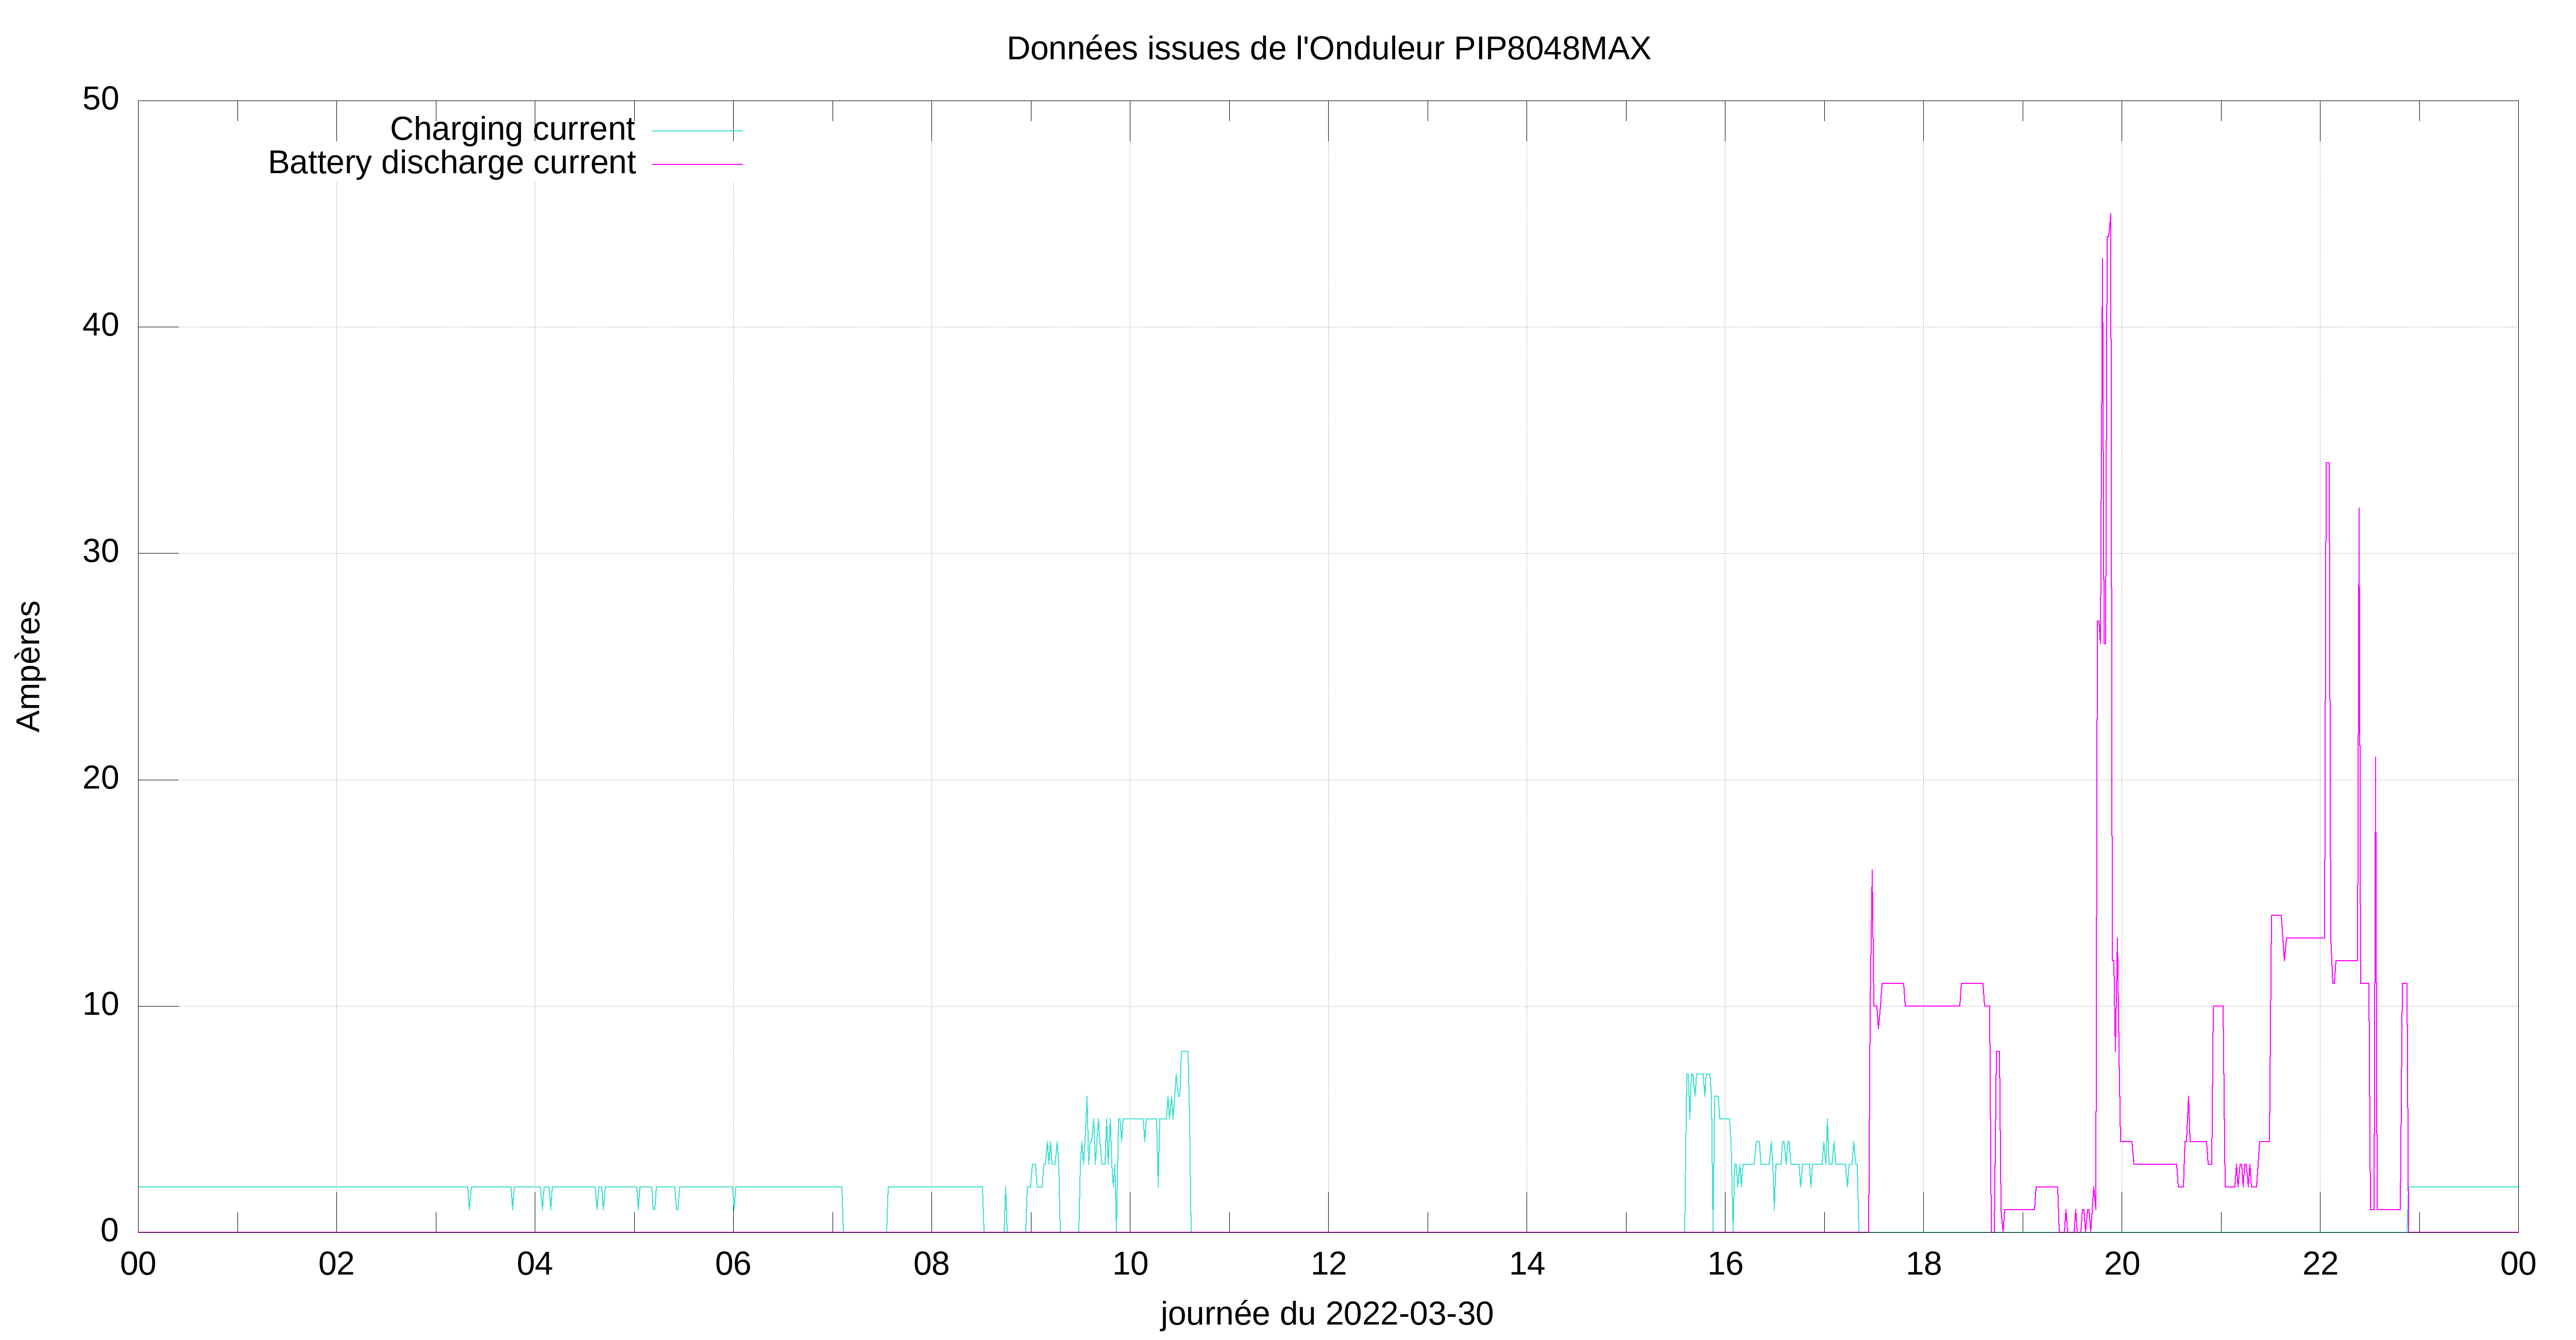 Données issues de l'Onduleur PIP8048MAX
50
Charging current
Battery discharge current
40
30
Ampères
20
10
0
00 02 04 06 08 10 12 14 16 18 20 22 00
journée du 2022-03-30